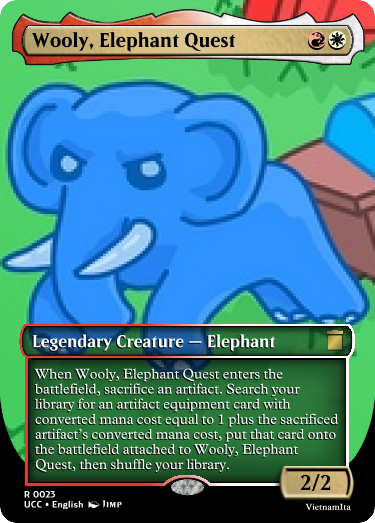 Wooly, Elephant Quest
Legendary Creature — Elephant
When Wooly, Elephant Quest enters the
battlefield, sacrifice an artifact. Search your
library for an artifact equipment card with
converted mana cost equal to 1 plus the sacrificed
artifact's converted mana cost, put that card onto
the battlefield attached to Wooly, Elephant
Quest, then shuffle your library.
2/2
R 0023
UCC • English JIMP
VietnamIta